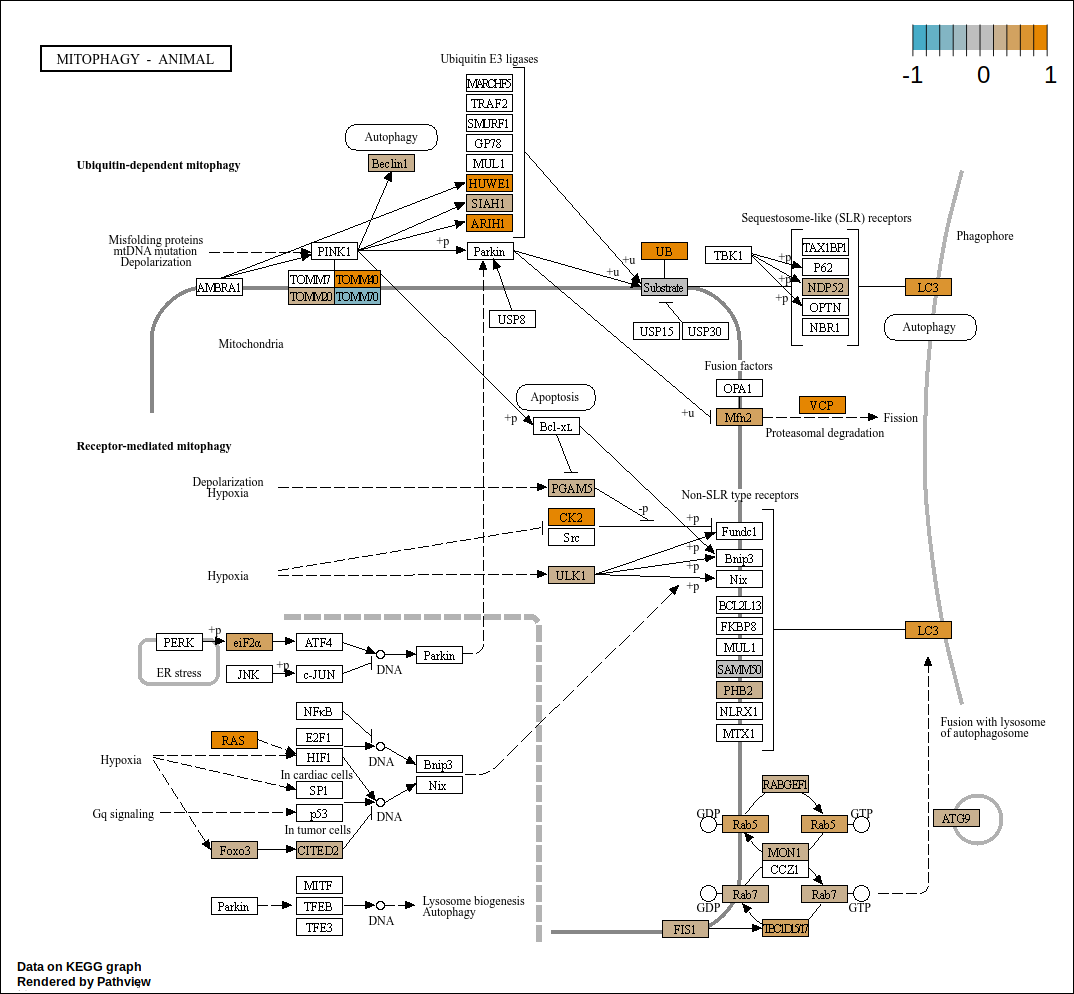 MITOPHAGY - ANIMAL
-1
0
1
Ubiquitin E3 ligases
MARCHF5
TRAF2
SMURF1
GP78
MUL1
HUWE1
SIAH1
ARIH1
Autophagy
Beclin1
Ubiquitin-dependent mitophagy
Misfolding proteins
mtDNA mutation
Depolarization
PINK1
+p
Parkin
AMBRA1
TOMM7
TOMM40
TOMM20
TOMM70
Mitochondria
USP8
+u
+u
UB
Substrate
USP15
USP30
TBK1
+p
+p
+p
Sequestosome-like (SLR) receptors
TAX1BP1
P62
NDP52
OPTN
NBR1
Phagophore
LC3
Autophagy
Fusion factors
OPA1
+u
Mfn2
VCP
Fission
Proteasomal degradation
Apoptosis
+p
Bcl-xL
Receptor-mediated mitophagy
Depolarization
Hypoxia
PGAM5
-p
CK2
Src
+p
Hypoxia
ULK1
+p
+p
+p
Non-SLR type receptors
Fundc1
Bnip3
Nix
BCL2L13
FKBP8
MUL1
SAMM50
PHB2
NLRX1
MTX1
LC3
Fusion with lysosome
of autophagosome
PERK
+p
eiF2α
ATF4
ER stress
JNK
+p
c-JUN
DNA
Parkin
NFκB
RAS
E2F1
HIF1
DNA
Bnip3
Nix
Hypoxia
In cardiac cells
SP1
Gq signaling
p53
DNA
In tumor cells
Foxo3
CITED2
MITF
Parkin
TFEB
TFE3
DNA
Lysosome biogenesis
Autophagy
RABGEF1
GDP
Rab5
Rab5
GTP
MON1
CCZ1
Rab7
Rab7
GDP
GTP
FIS1
TBC1D15/17
ATG9
Data on KEGG graph
Rendered by Pathview